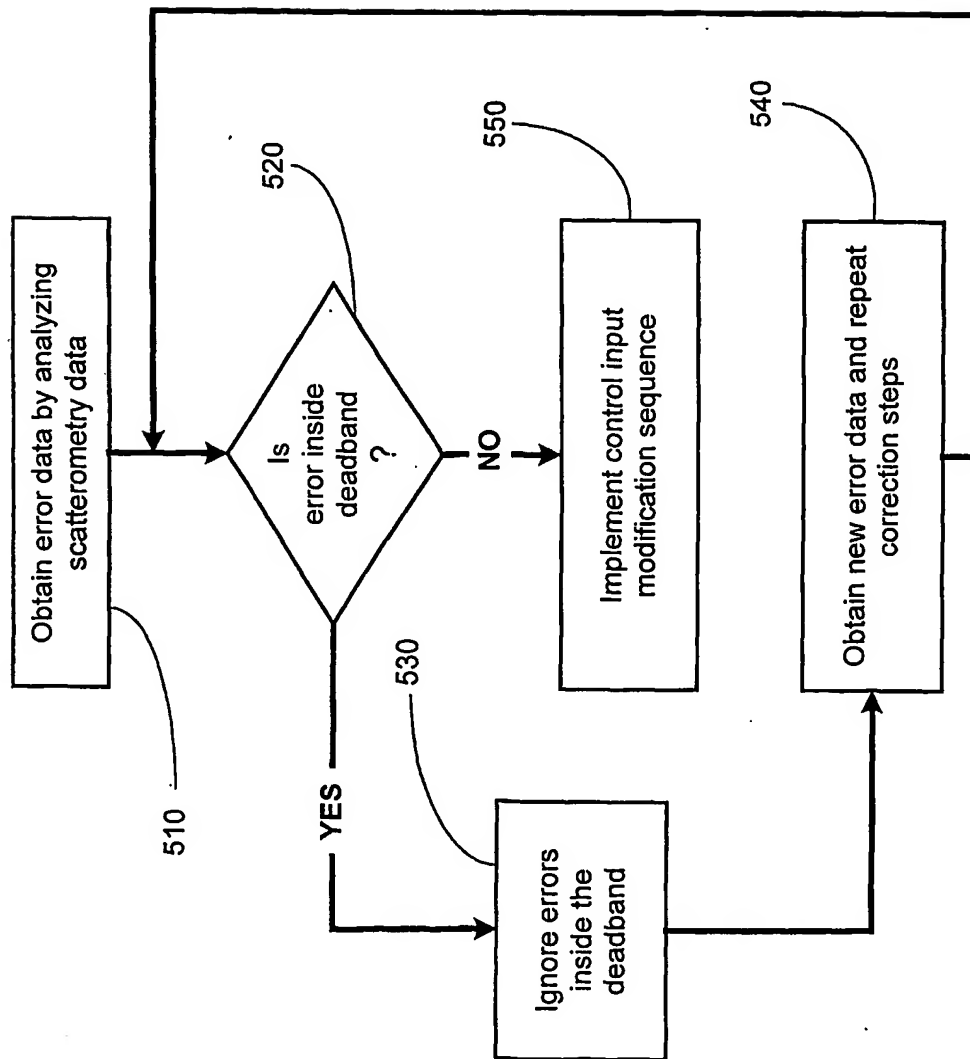 Obtain error data by analyzing
scatterometry data
510
Is
error inside
deadband
?
520
YES
NO
530
Ignore errors
inside the
deadband
Implement control input
modification sequence
550
Obtain new error data and repeat
correction steps
540